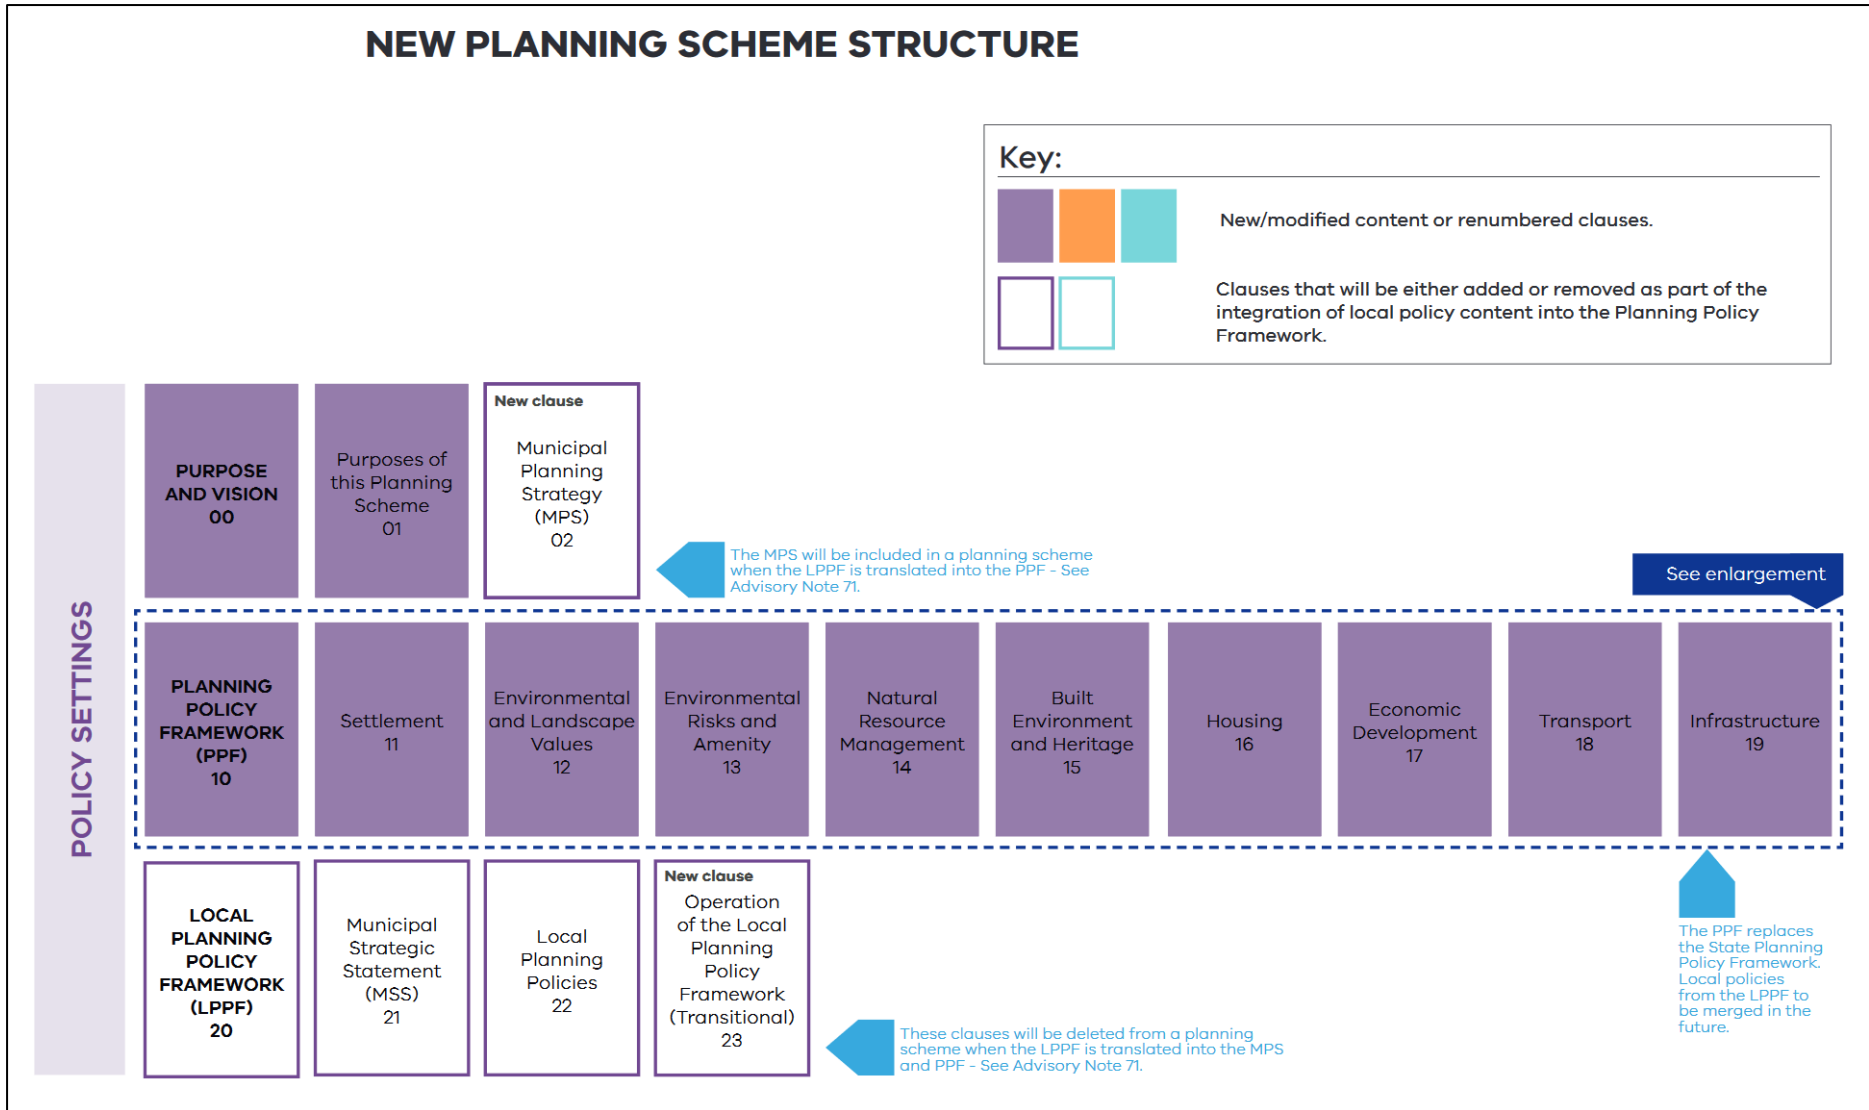 NEW PLANNING SCHEME STRUCTURE
Key:
New/modified content or renumbered clauses.
Clauses that will be either added or removed as part of the
integration of local policy content into the Planning Policy
Framework.
POLICY SETTINGS
PURPOSE
AND VISION
00
Purposes of
this Planning
Scheme
01
New clause
Municipal
Planning
Strategy
(MPS)
02
The MPS will be included in a planning scheme
when the LPPF is translated into the PPF - See
Advisory Note 71.
See enlargement
PLANNING
POLICY
FRAMEWORK
(PPF)
10
Settlement
11
Environmental
and Landscape
Values
12
Environmental
Risks and
Amenity
13
Natural
Resource
Management
14
Built
Environment
and Heritage
15
Housing
16
Economic
Development
17
Transport
18
Infrastructure
19
LOCAL
PLANNING
POLICY
FRAMEWORK
(LPPF)
20
Municipal
Strategic
Statement
(MSS)
21
Local
Planning
Policies
22
New clause
Operation
of the Local
Planning
Policy
Framework
(Transitional)
23
These clauses will be deleted from a planning
scheme when the LPPF is translated into the MPS
and PPF - See Advisory Note 71.
The PPF replaces
the State Planning
Policy Framework.
Local policies
from the LPPF to
be merged in the
future.